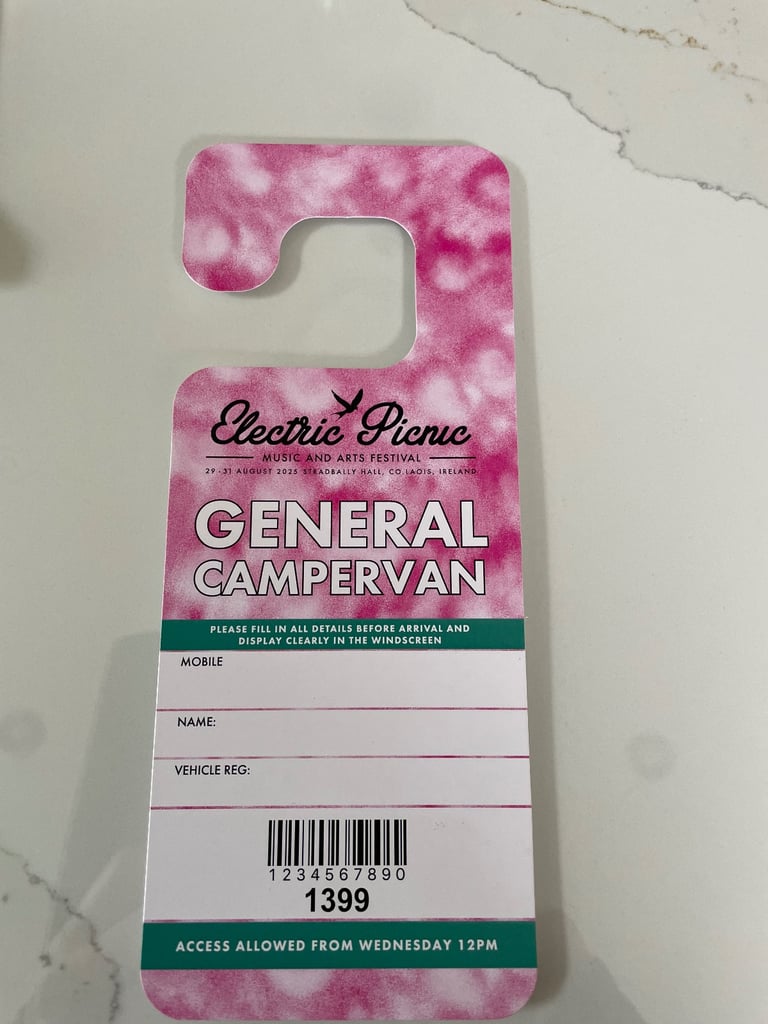 Electric Picnic
MUSIC AND ARTS FESTIVAL
29-31 AUGUST 2025 STRADBALLY HALL, CO.LAOIS, IRELAND
GENERAL
CAMPERVAN
PLEASE FILL IN ALL DETAILS BEFORE ARRIVAL AND
DISPLAY CLEARLY IN THE WINDSCREEN
MOBILE
NAME:
VEHICLE REG:
1234567890
1399
ACCESS ALLOWED FROM WEDNESDAY 12PM